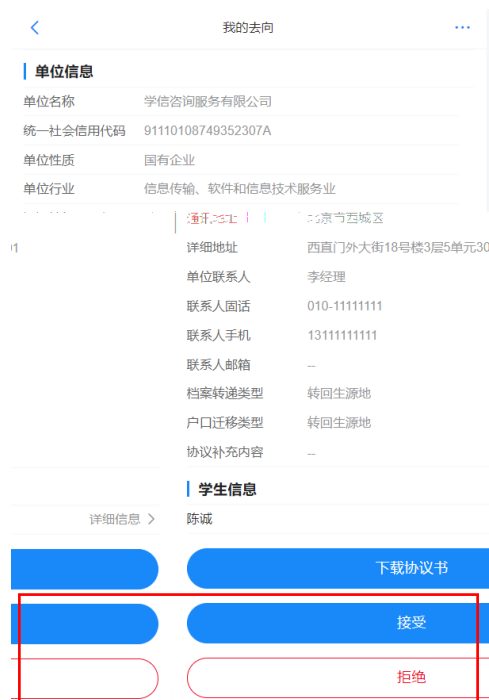 我的去向
单位信息
单位名称 学信咨询服务有限公司
统一社会信用代码 91110108749352307A
单位性质 国有企业
单位行业 信息传输、软件和信息技术服务业
详细地址 西直门外大街18号楼3层5单元30
单位联系人 李经理
联系人固话 010-11111111
联系人手机 13111111111
联系人邮箱 --
档案转递类型 转回生源地
户口迁移类型 转回生源地
协议补充内容 --
学生信息
详细信息 陈诚
下载协议书
接受
拒绝